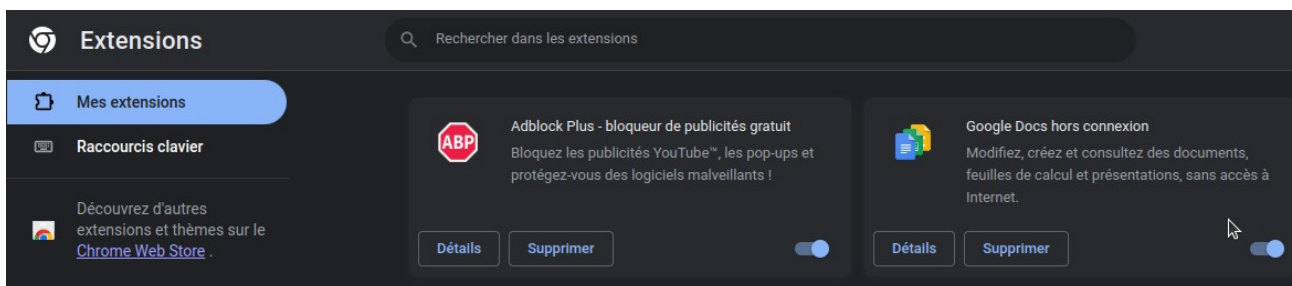 Extensions
Rechercher dans les extensions
Mes extensions
Raccourcis clavier
Découvrez d'autres
extensions et thèmes sur le
Chrome Web Store .
ABP
Adblock Plus - bloqueur de publicités gratuit
Bloquez les publicités YouTube™, les pop-ups et
protégez-vous des logiciels malveillants !
Détails
Supprimer
Google Docs hors connexion
Modifiez, créez et consultez des documents,
feuilles de calcul et présentations, sans accès à
Internet.
Détails
Supprimer